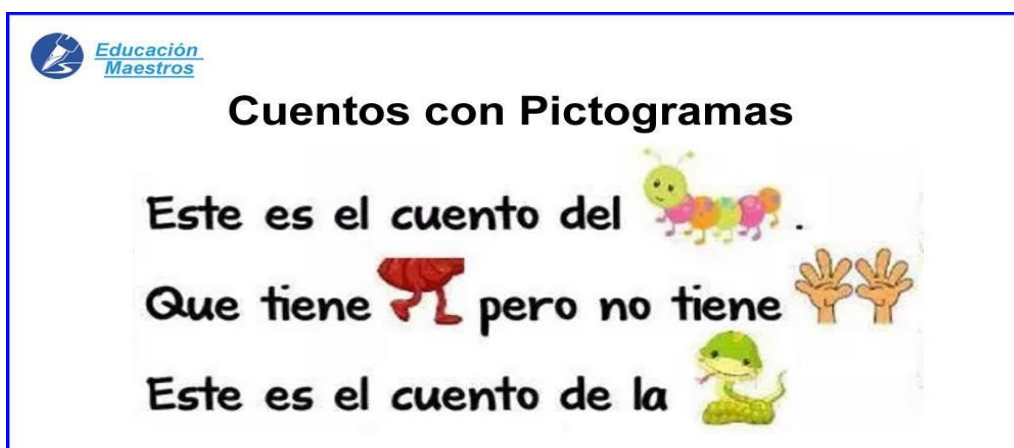 Educación
Maestros
Cuentos con Pictogramas
Este es el cuento del .
Que tiene pero no tiene
Este es el cuento de la